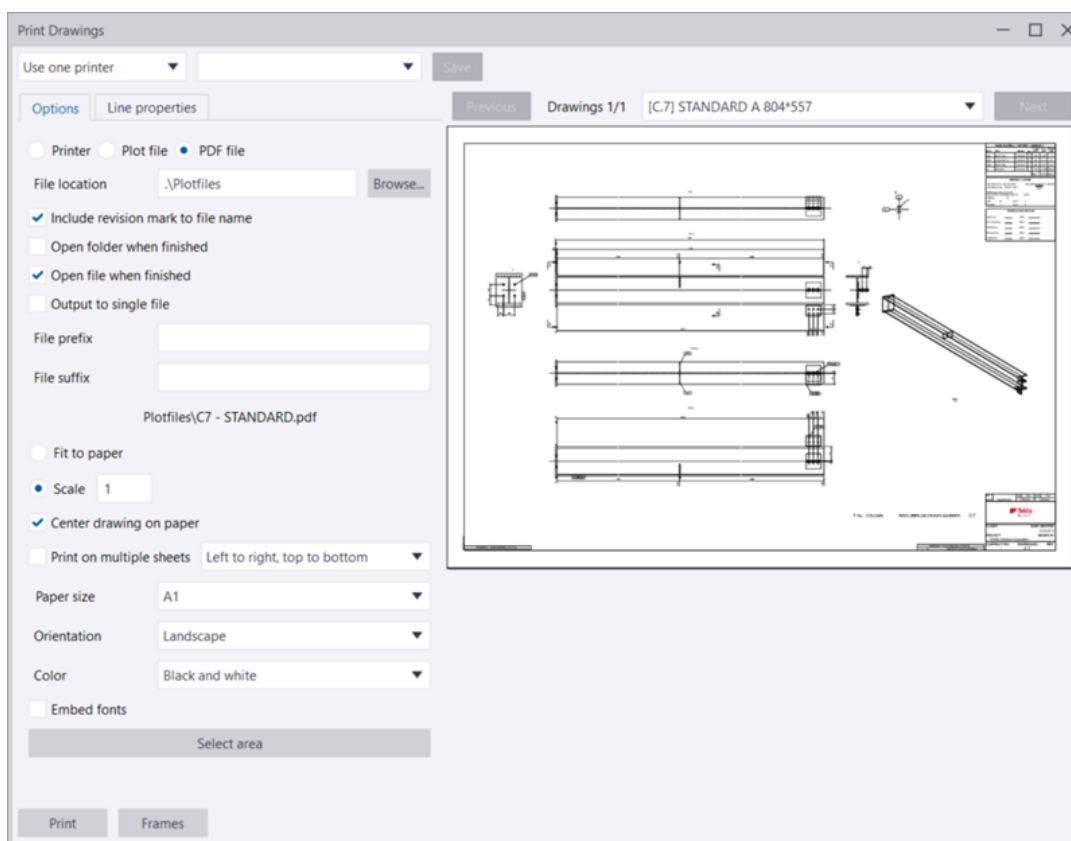 Print Drawings
Use one printer
Save
Options
Line properties
Previous
Drawings 1/1
[C.7] STANDARD A 804*557
Next
Printer
Plot file
PDF file
File location
.\Plotfiles
Browse...
Include revision mark to file name
Open folder when finished
Open file when finished
Output to single file
File prefix
File suffix
Plotfiles\C7 - STANDARD.pdf
Fit to paper
Scale
1
Center drawing on paper
Print on multiple sheets
Left to right, top to bottom
Paper size
A1
Orientation
Landscape
Color
Black and white
Embed fonts
Select area
Print
Frames
Tekla